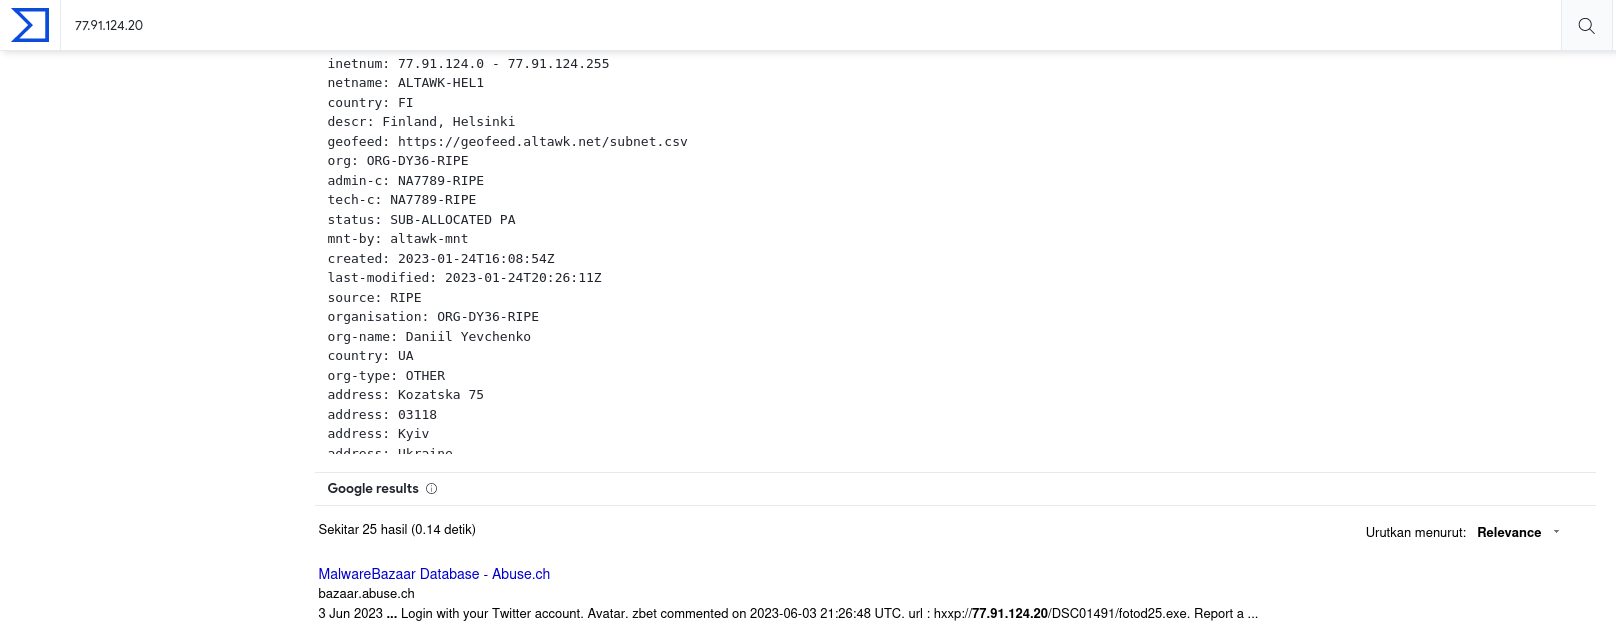 77.91.124.20
inetnum: 77.91.124.0 - 77.91.124.255
netname: ALTAWK-HEL1
country: FI
descr: Finland, Helsinki
geofeed: https://geofeed.altawk.net/subnet.csv
org: ORG-DY36-RIPE
admin-c: NA7789-RIPE
tech-c: NA7789-RIPE
status: SUB-ALLOCATED PA
mnt-by: altawk-mnt
created: 2023-01-24T16:08:54Z
last-modified: 2023-01-24T20:26:11Z
source: RIPE
organisation: ORG-DY36-RIPE
org-name: Daniil Yevchenko
country: UA
org-type: OTHER
address: Kozatska 75
address: 03118
address: Kyiv
address: Ukraine
Google results
Sekitar 25 hasil (0.14 detik)
Urutkan menurut: Relevance
MalwareBazaar Database - Abuse.ch
bazaar.abuse.ch
3 Jun 2023 ... Login with your Twitter account. Avatar. zbet commented on 2023-06-03 21:26:48 UTC. url : hxxp://77.91.124.20/DSC01491/fotod25.exe. Report a ...